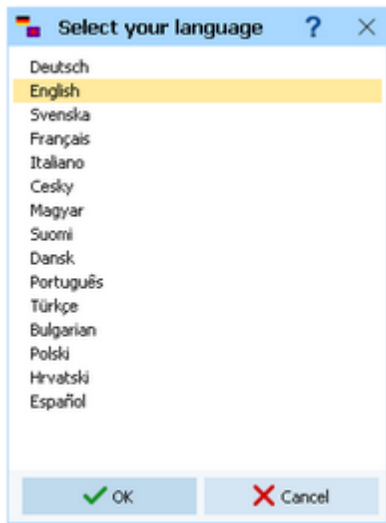 Select your language ?
Deutsch
English
Svenska
Français
Italiano
Cesky
Magyar
Suomi
Dansk
Português
Türkçe
Bulgarian
Polski
Hrvatski
Español
OK Cancel